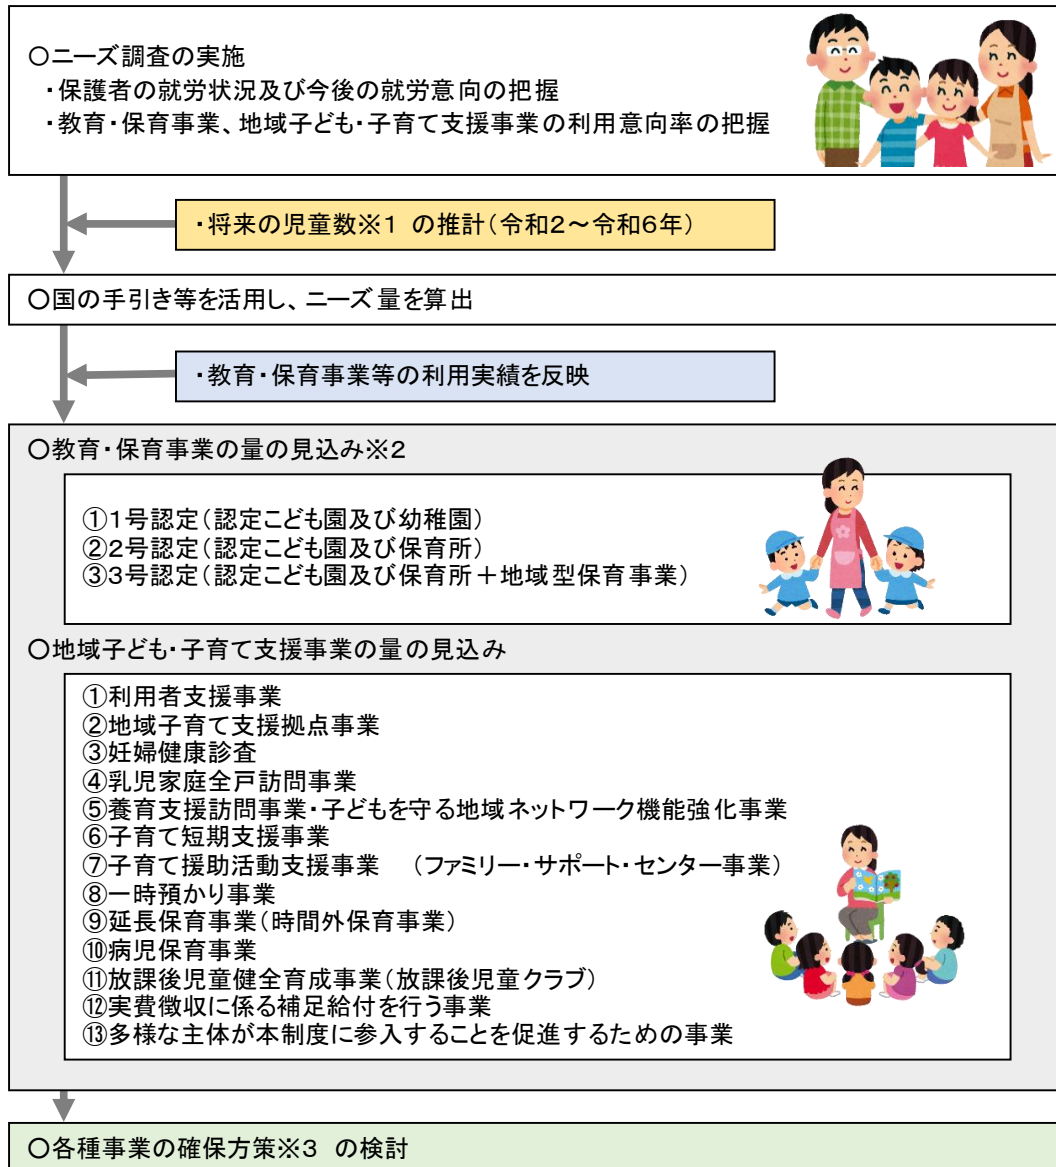 〇ニーズ調査の実施
・保護者の就労状況及び今後の就労意向の把握
・教育・保育事業、地域子ども・子育て支援事業の利用意向率の把握
・将来の児童数※1 の推計(令和2~令和6年)
〇国の手引き等を活用し、ニーズ量を算出
・教育・保育事業等の利用実績を反映
〇教育・保育事業の量の見込み※2
①1号認定(認定こども園及び幼稚園)
②2号認定(認定こども園及び保育所)
③3号認定(認定こども園及び保育所+地域型保育事業)
〇地域子ども・子育て支援事業の量の見込み
①利用者支援事業
②地域子育て支援拠点事業
③妊婦健康診査
④乳児家庭全戸訪問事業
⑤養育支援訪問事業・子どもを守る地域ネットワーク機能強化事業
⑥子育て短期支援事業
⑦子育て援助活動支援事業 (ファミリー・サポート・センター事業)
⑧一時預かり事業
⑨延長保育事業(時間外保育事業)
⑩病児保育事業
⑪放課後児童健全育成事業(放課後児童クラブ)
⑫実費徴収に係る補足給付を行う事業
⑬多様な主体が本制度に参入することを促進するための事業
〇各種事業の確保方策※3 の検討